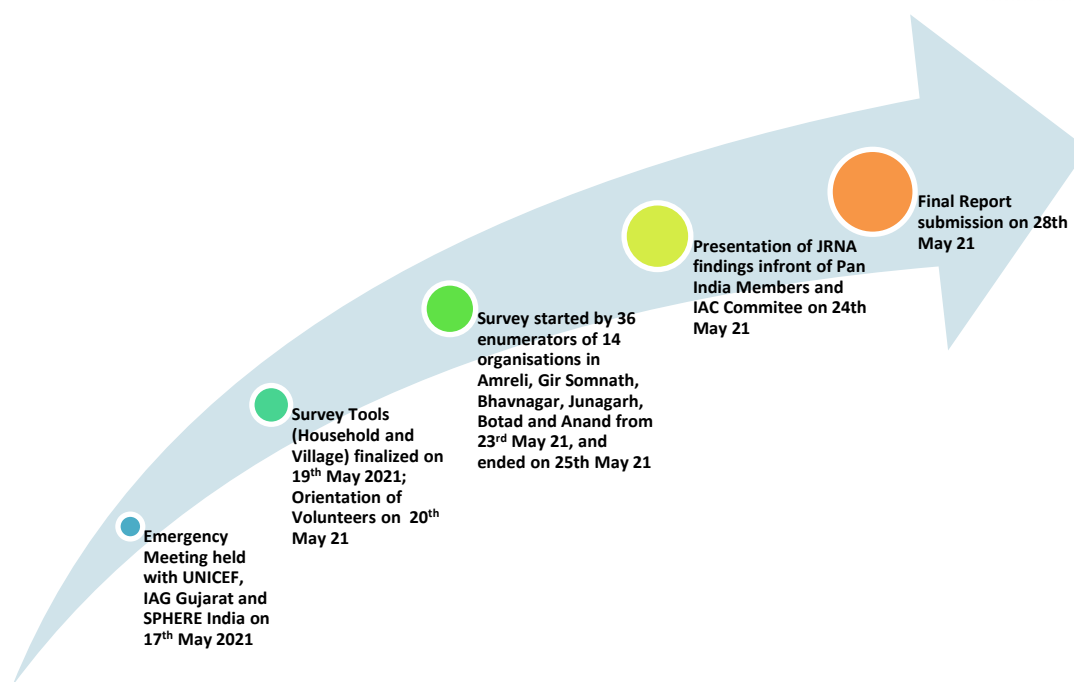 Emergency
Meeting held
with UNICEF,
IAG Gujarat and
SPHERE India on
17th May 2021
Survey Tools
(Household and
Village) finalized on
19th May 2021;
Orientation of
Volunteers on 20th
May 21
Survey started by 36
enumerators of 14
organisations in
Amreli, Gir Somnath,
Bhavnagar, Junagarh,
Botad and Anand from
23rd May 21, and
ended on 25th May 21
Presentation of JRNA
findings infront of Pan
India Members and
IAC Commitee on 24th
May 21
Final Report
submission on 28th
May 21